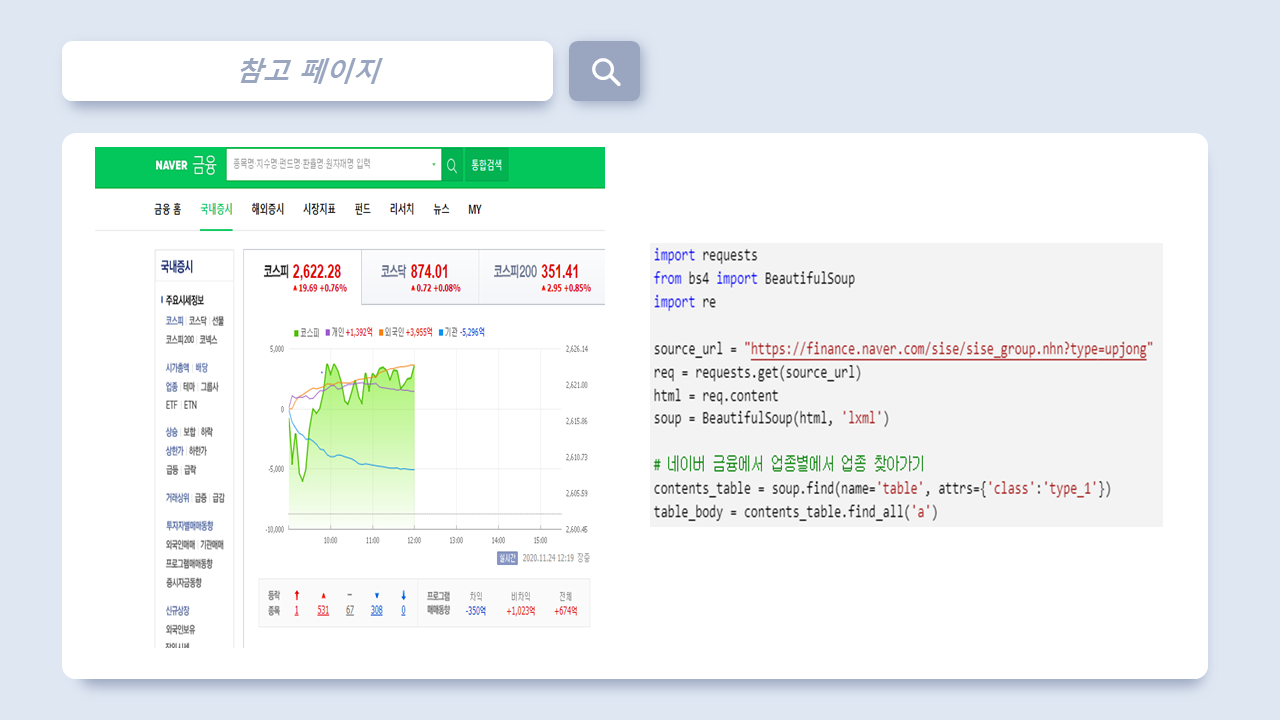 참고 페이지
NAVER 금융 종목명·지수명·펀드명·환율명·원자재명 입력 통합검색
금융 홈 국내증시 해외증시 시장지표 펀드 리서치 뉴스 MY
국내증시
주요시세정보
코스피 코스닥 선물
코스피200 코넥스
시가총액 배당
업종 테마 그룹사
ETF ETN
상승 보합 하락
상한가 하한가
급등 급락
거래상위 급증 급감
투자자별매매동향
외국인매매 기관매매
프로그램매매동향
증시자금동향
신규상장
외국인보유
코스피 2,622.28
▲19.69 +0.76%
코스닥 874.01
▲0.72 +0.08%
코스피200 351.41
▲2.95 +0.85%
코스피 개인 +1,392억 외국인 +3,955억 기관 -5,296억
5,000
0
-5,000
-10,000
2,626.14
2,621.00
2,615.86
2,610.73
2,605.59
2,600.45
10:00 11:00 12:00 13:00 14:00 15:00
실시간 2020.11.24 12:19 장중
등락 ↑ ▲ − ▼ ↓
종목 1 531 67 308 0
프로그램 차익 비차익 전체
매매동향 -350억 +1,023억 +674억
import requests
from bs4 import BeautifulSoup
import re
source_url = "https://finance.naver.com/sise/sise_group.nhn?type=upjong"
req = requests.get(source_url)
html = req.content
soup = BeautifulSoup(html, 'lxml')
# 네이버 금융에서 업종별에서 업종 찾아가기
contents_table = soup.find(name='table', attrs={'class':'type_1'})
table_body = contents_table.find_all('a')